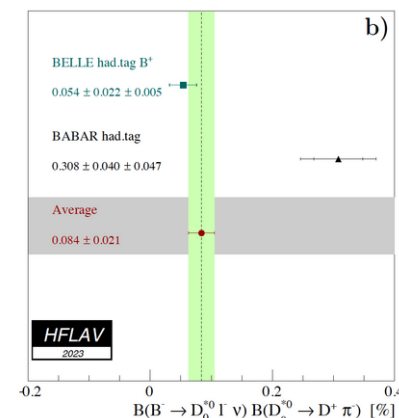 b)
BELLE had.tag B⁺
0.054 ± 0.022 ± 0.005
BABAR had.tag
0.308 ± 0.040 ± 0.047
Average
0.084 ± 0.021
HFLAV
2023
-0.2 0 0.2 0.4
B(B⁻ → D₀*⁰ l⁻ ν) B(D₀*⁰ → D⁺ π⁻) [%]